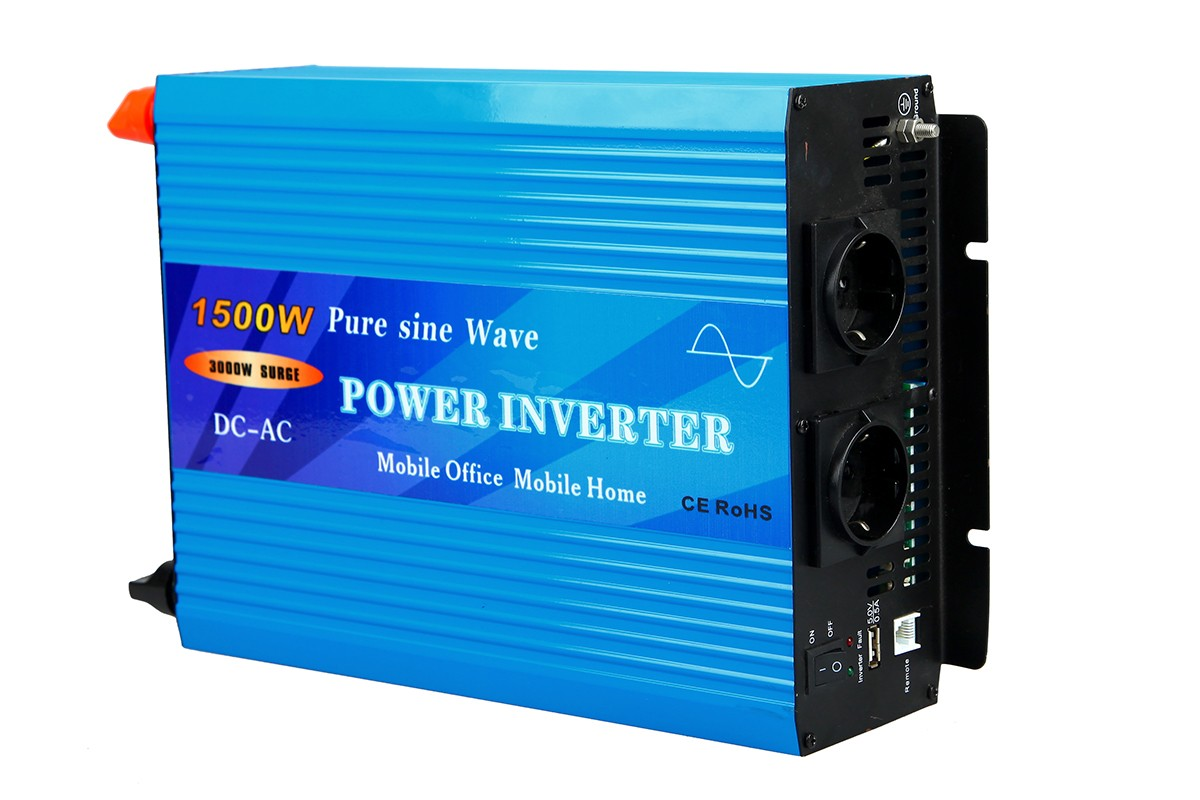 1500W Pure sine Wave
3000W SURGE
POWER INVERTER
DC-AC
Mobile Office Mobile Home
CE RoHS
Ground
ON
OFF
Inverter Fault
5.0V
0.5A
Remote